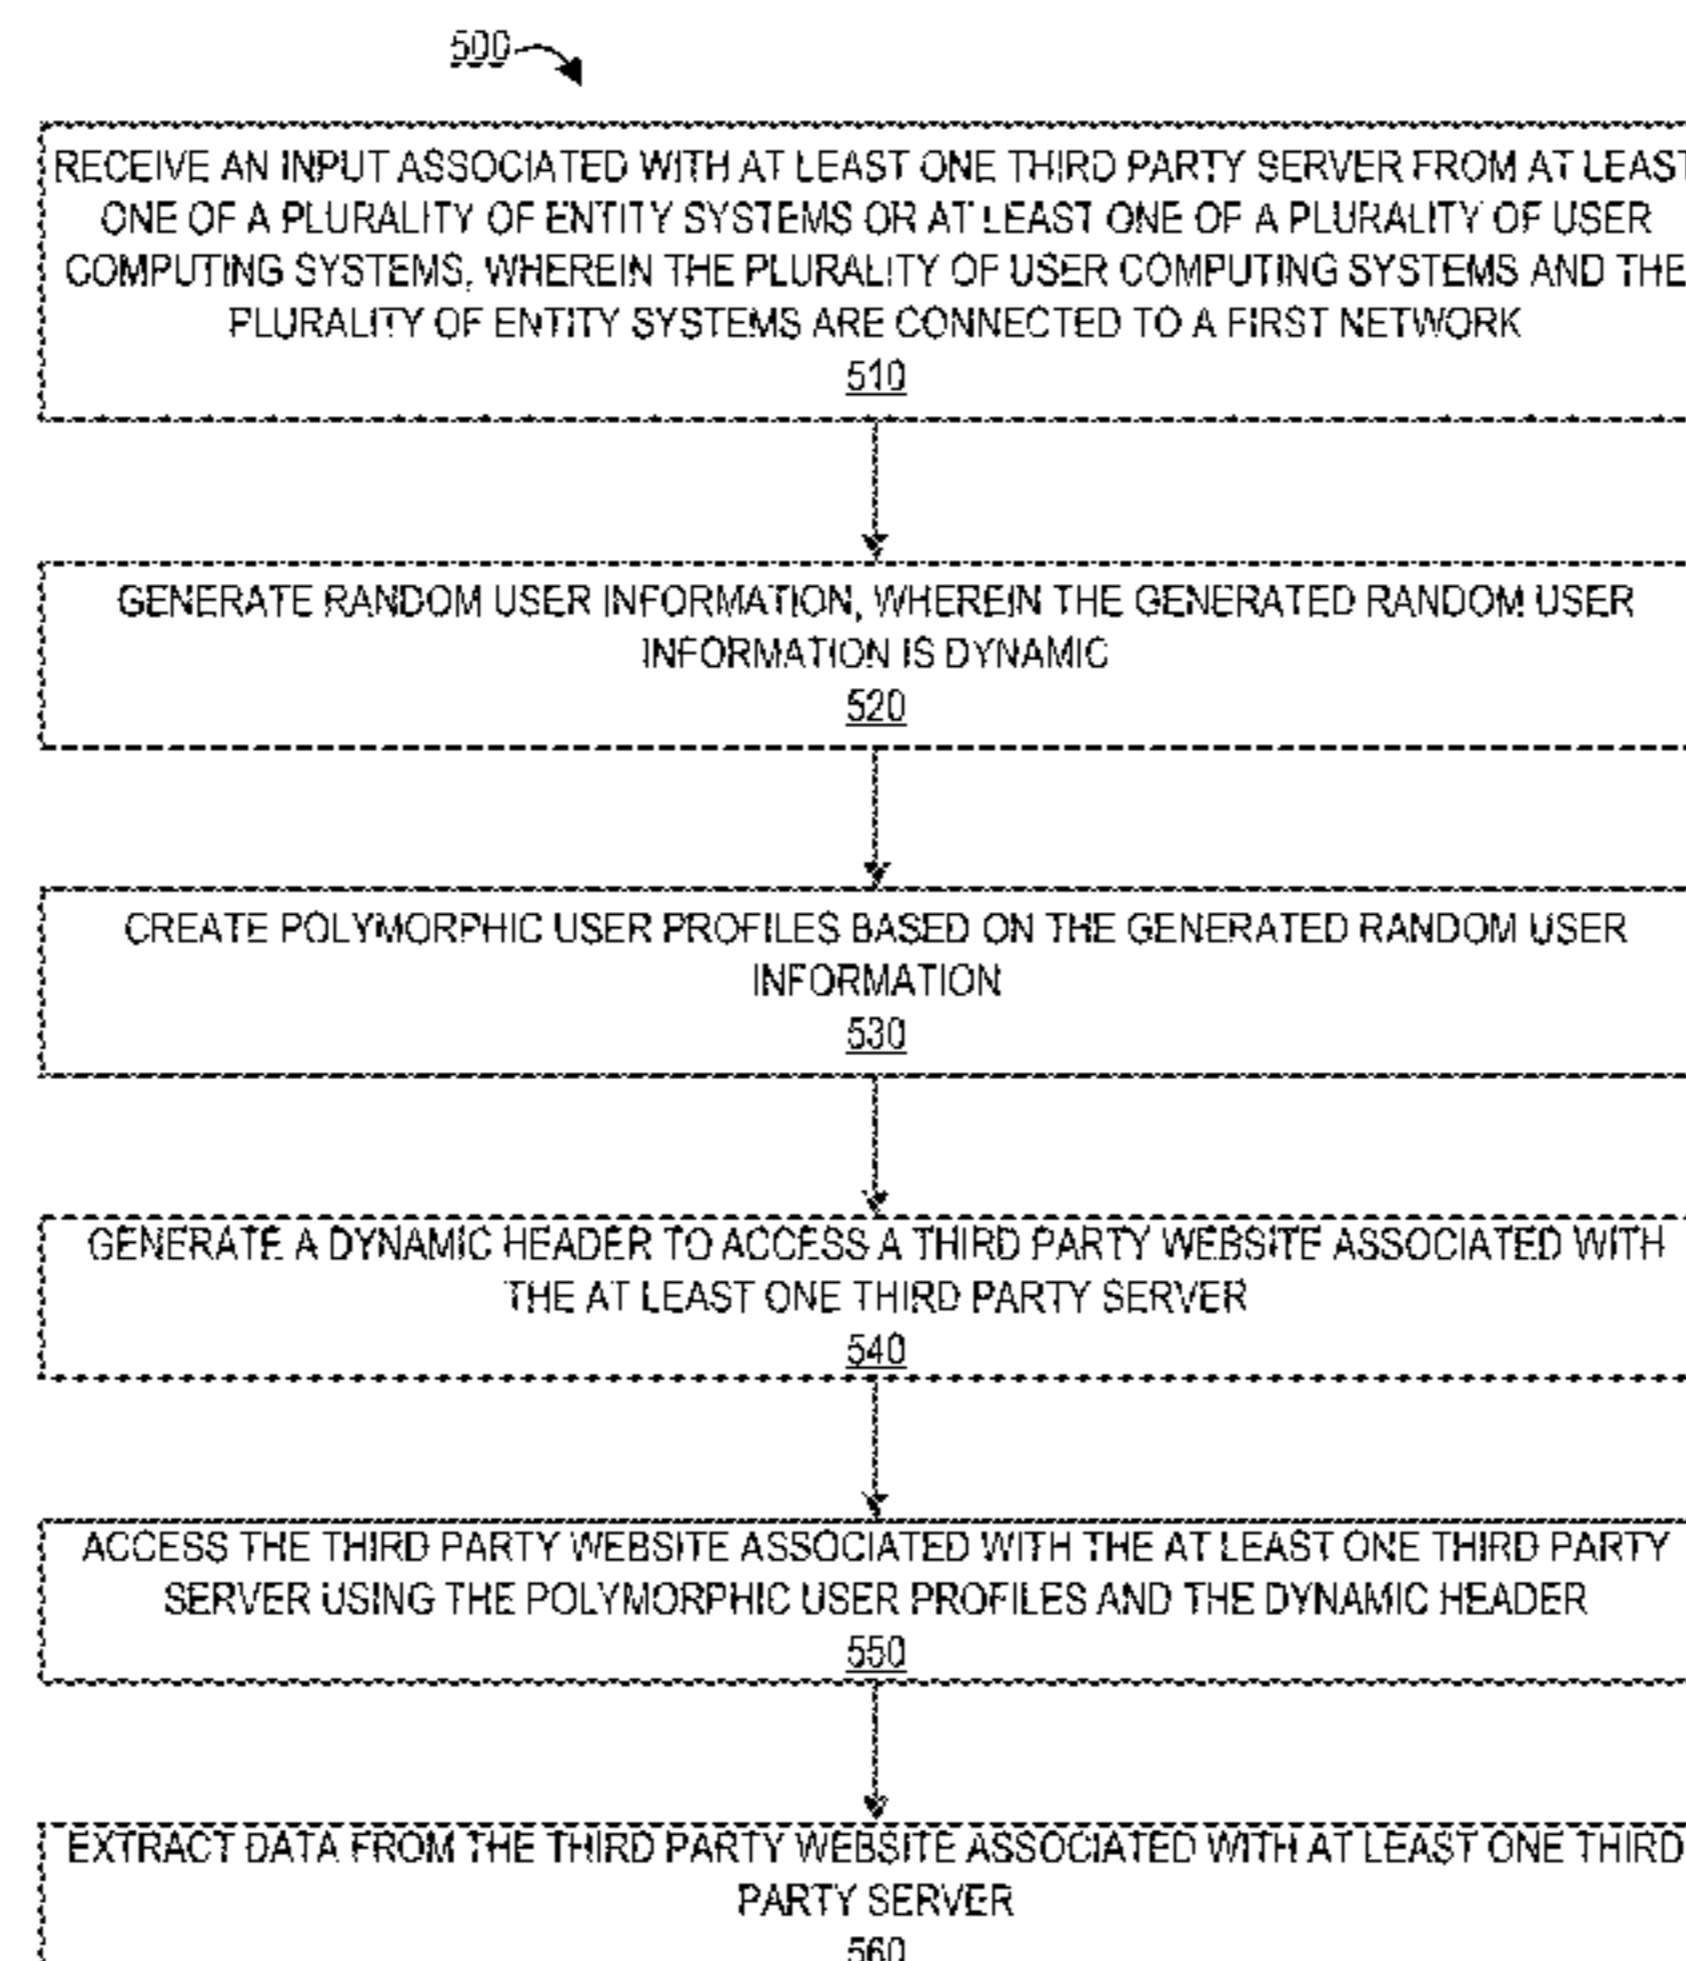 500
RECEIVE AN INPUT ASSOCIATED WITH AT LEAST ONE THIRD PARTY SERVER FROM AT LEAST
ONE OF A PLURALITY OF ENTITY SYSTEMS OR AT LEAST ONE OF A PLURALITY OF USER
COMPUTING SYSTEMS, WHEREIN THE PLURALITY OF USER COMPUTING SYSTEMS AND THE
PLURALITY OF ENTITY SYSTEMS ARE CONNECTED TO A FIRST NETWORK
510
GENERATE RANDOM USER INFORMATION, WHEREIN THE GENERATED RANDOM USER
INFORMATION IS DYNAMIC
520
CREATE POLYMORPHIC USER PROFILES BASED ON THE GENERATED RANDOM USER
INFORMATION
530
GENERATE A DYNAMIC HEADER TO ACCESS A THIRD PARTY WEBSITE ASSOCIATED WITH
THE AT LEAST ONE THIRD PARTY SERVER
540
ACCESS THE THIRD PARTY WEBSITE ASSOCIATED WITH THE AT LEAST ONE THIRD PARTY
SERVER USING THE POLYMORPHIC USER PROFILES AND THE DYNAMIC HEADER
550
EXTRACT DATA FROM THE THIRD PARTY WEBSITE ASSOCIATED WITH AT LEAST ONE THIRD
PARTY SERVER
560